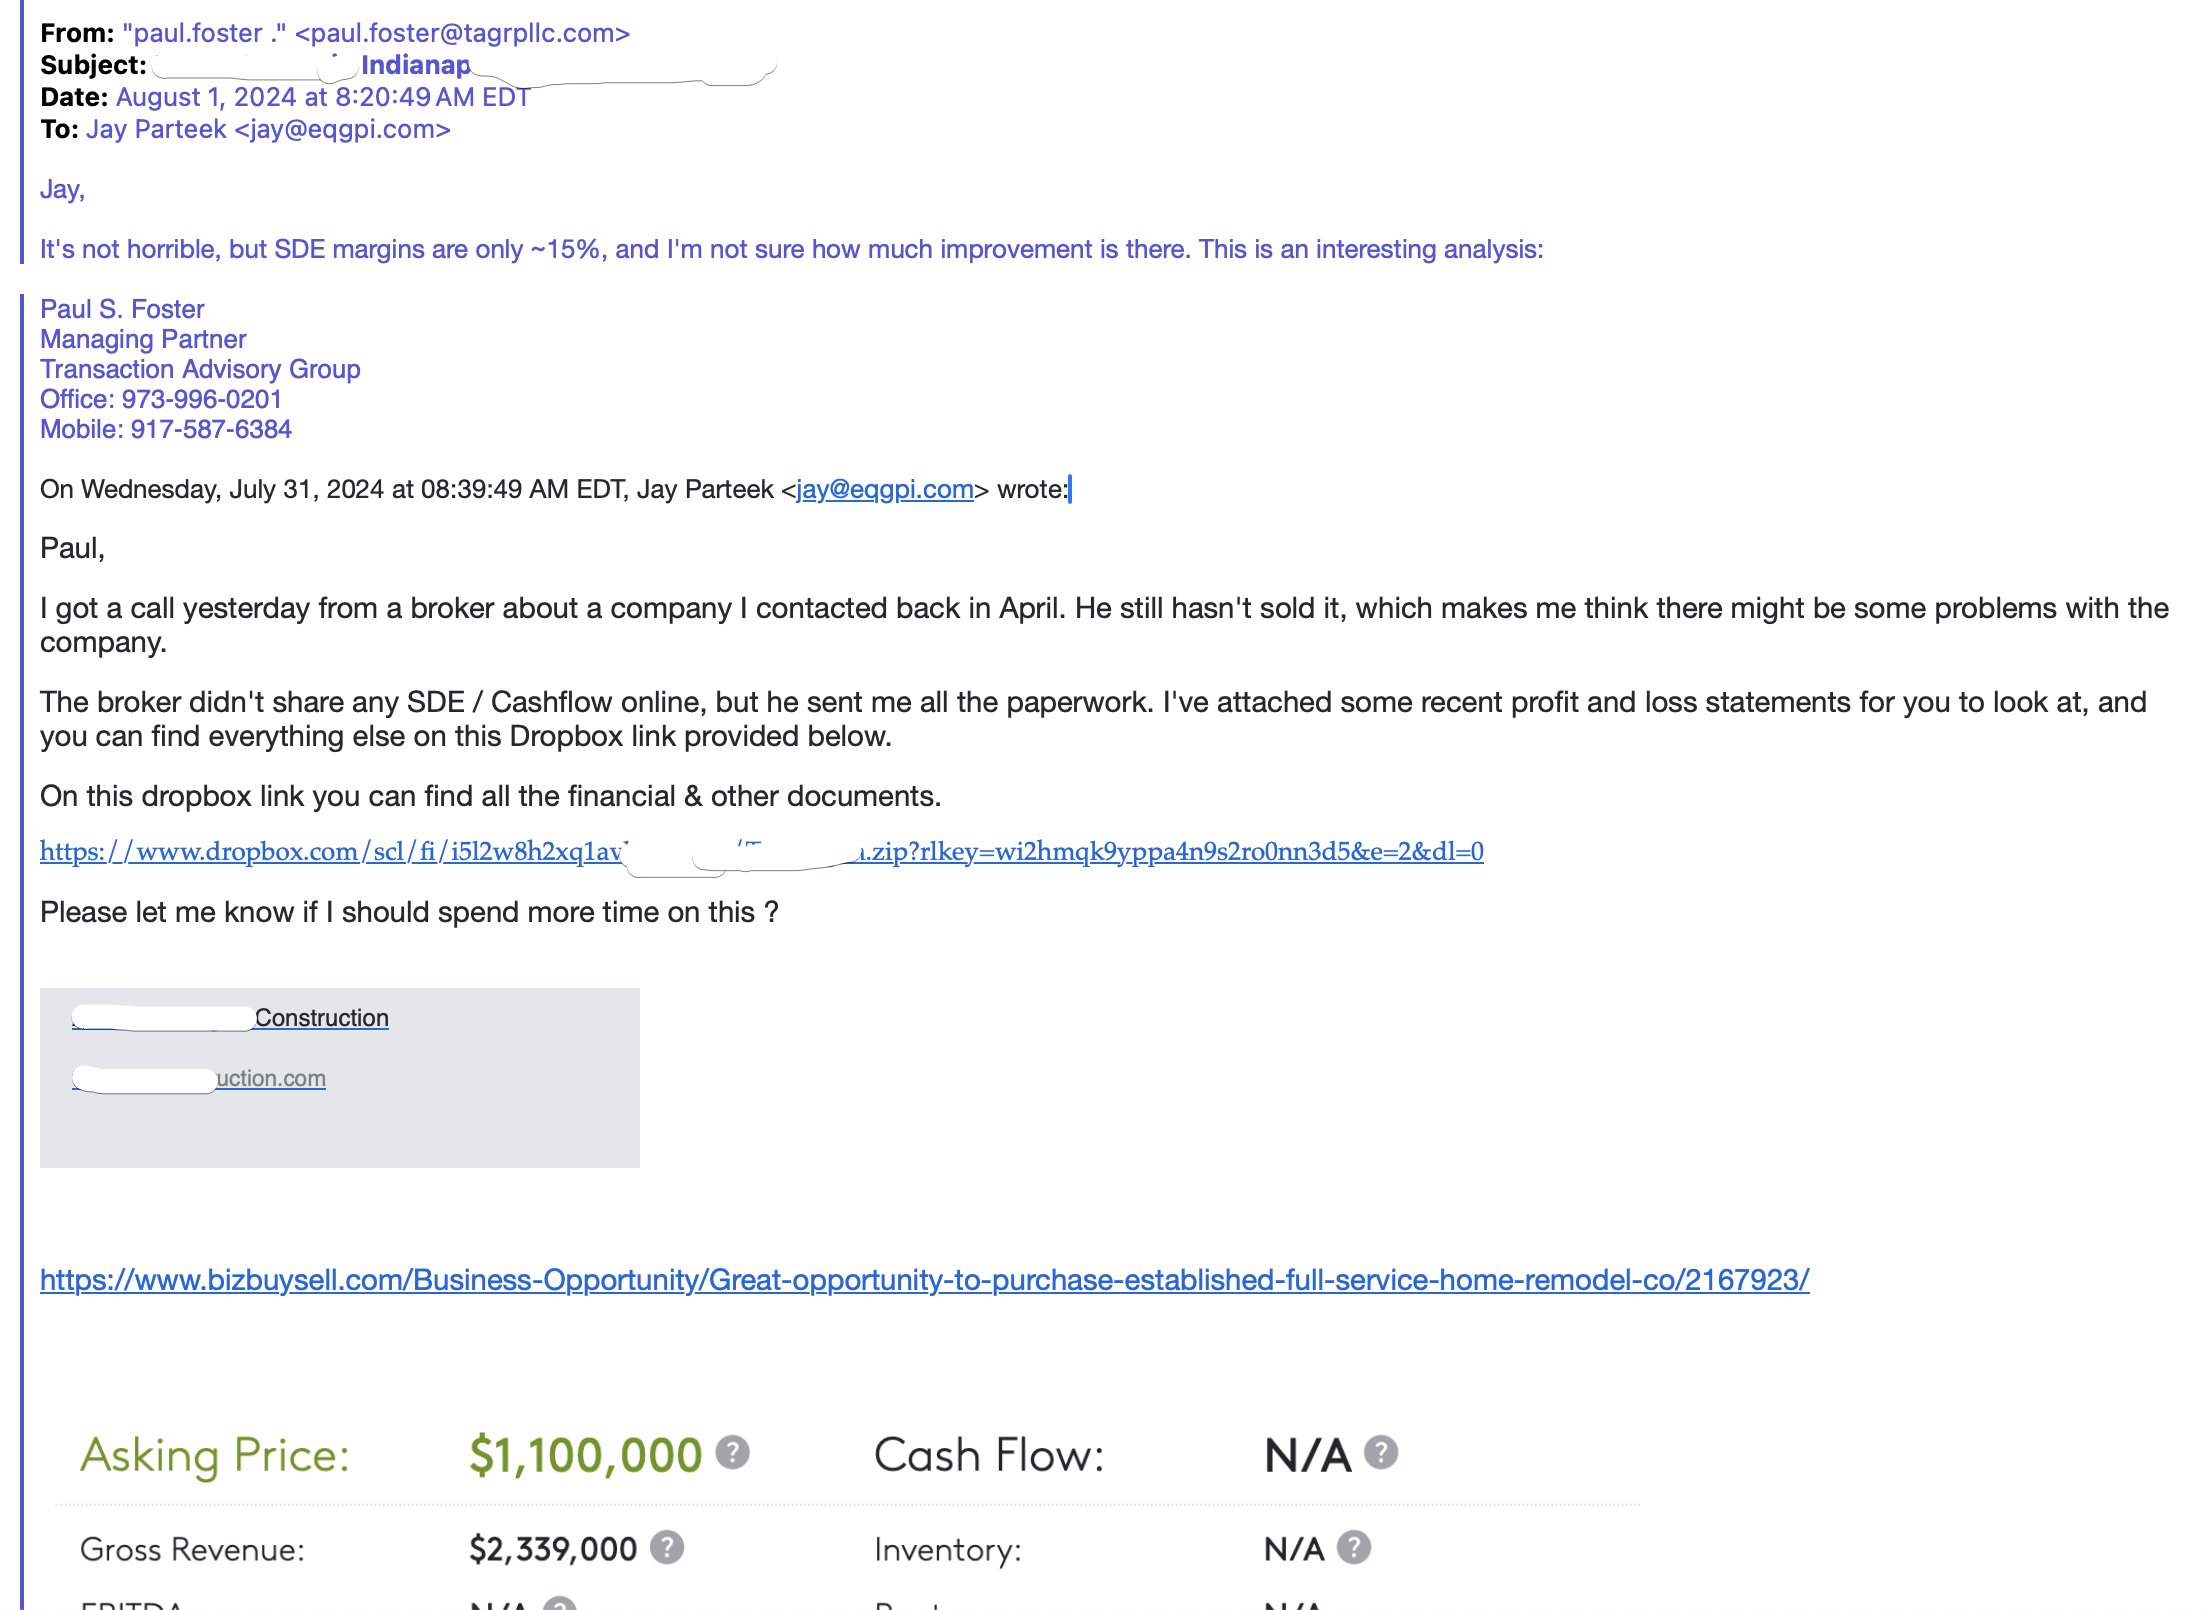 From: "paul.foster ." <paul.foster@tagrpllc.com>
Subject: Indianap
Date: August 1, 2024 at 8:20:49 AM EDT
To: Jay Parteek <jay@eqgpi.com>
Jay,
It's not horrible, but SDE margins are only ~15%, and I'm not sure how much improvement is there. This is an interesting analysis:
Paul S. Foster
Managing Partner
Transaction Advisory Group
Office: 973-996-0201
Mobile: 917-587-6384
On Wednesday, July 31, 2024 at 08:39:49 AM EDT, Jay Parteek <jay@eqgpi.com> wrote:
Paul,
I got a call yesterday from a broker about a company I contacted back in April. He still hasn't sold it, which makes me think there might be some problems with the
company.
The broker didn't share any SDE / Cashflow online, but he sent me all the paperwork. I've attached some recent profit and loss statements for you to look at, and
you can find everything else on this Dropbox link provided below.
On this dropbox link you can find all the financial & other documents.
https://www.dropbox.com/scl/fi/i5l2w8h2xq1av .zip?rlkey=wi2hmqk9yppa4n9s2ro0nn3d5&e=2&dl=0
Please let me know if I should spend more time on this ?
Construction
uction.com
https://www.bizbuysell.com/Business-Opportunity/Great-opportunity-to-purchase-established-full-service-home-remodel-co/2167923/
Asking Price: $1,100,000 ? Cash Flow: N/A ?
Gross Revenue: $2,339,000 ? Inventory: N/A ?
EBITDA N/A ? N/A